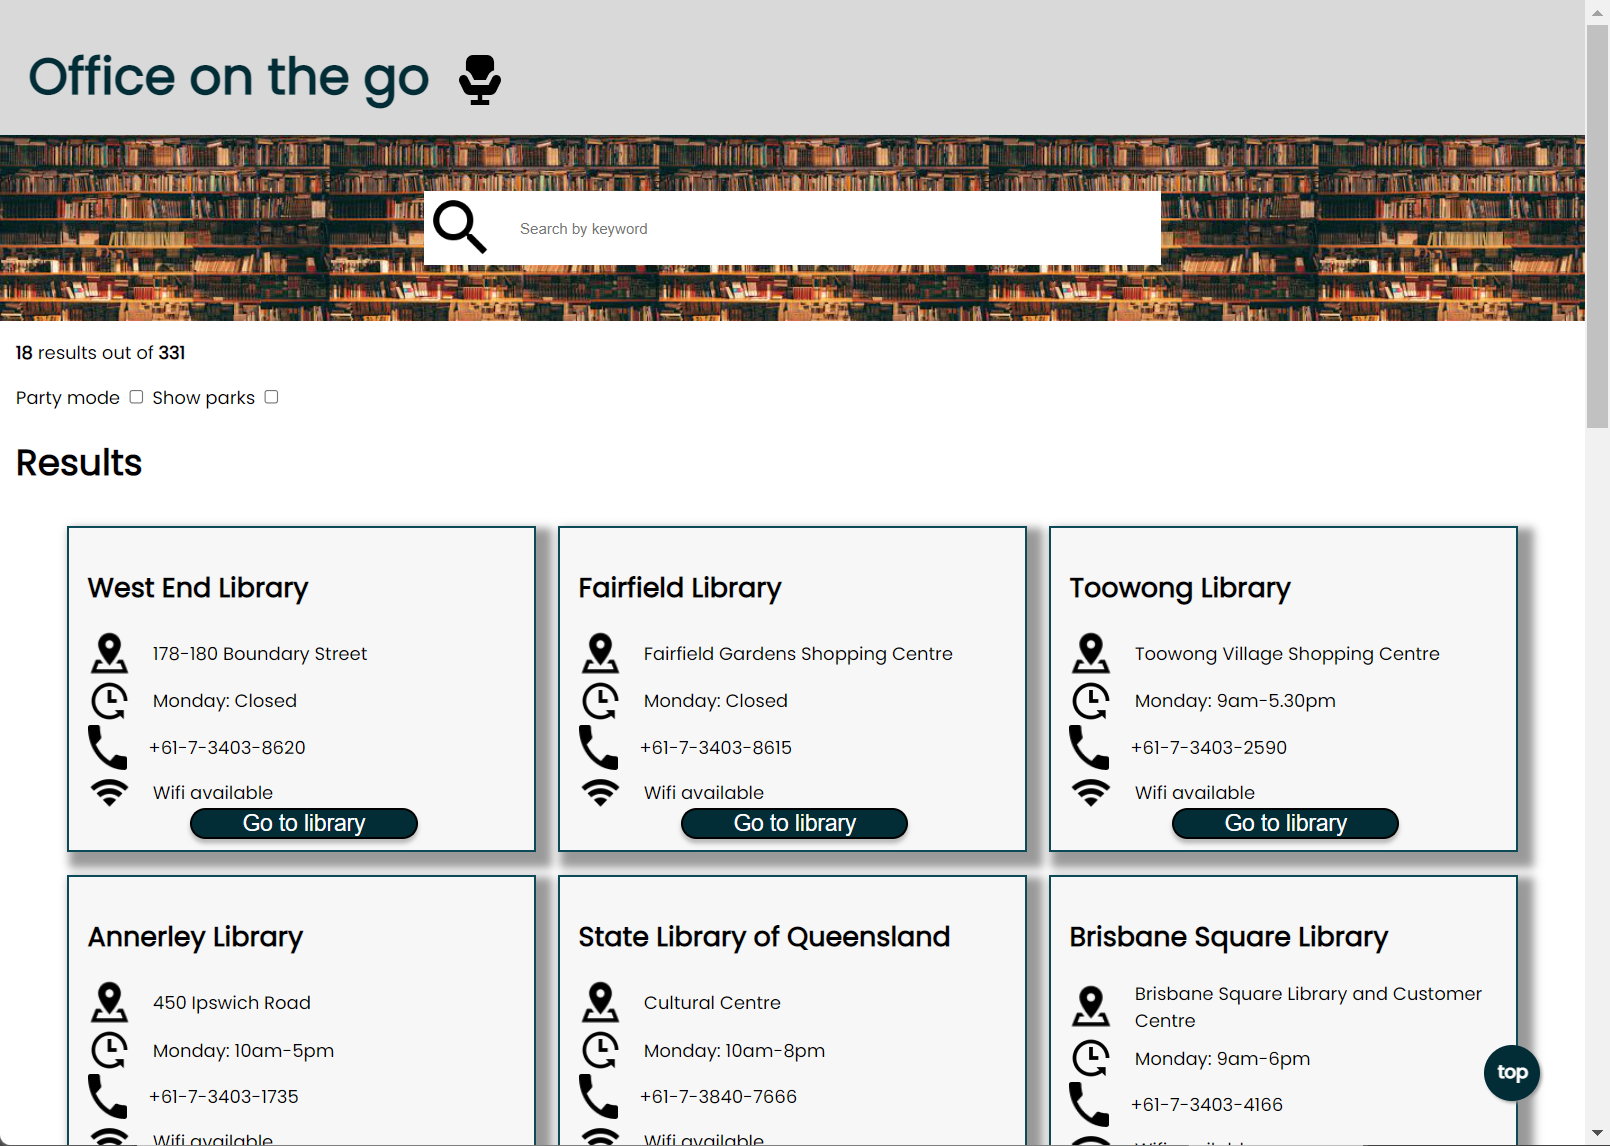 Office on the go
Search by keyword
18 results out of 331
Party mode Show parks
Results
West End Library
178-180 Boundary Street
Monday: Closed
+61-7-3403-8620
Wifi available
Go to library
Fairfield Library
Fairfield Gardens Shopping Centre
Monday: Closed
+61-7-3403-8615
Wifi available
Go to library
Toowong Library
Toowong Village Shopping Centre
Monday: 9am-5.30pm
+61-7-3403-2590
Wifi available
Go to library
Annerley Library
450 Ipswich Road
Monday: 10am-5pm
+61-7-3403-1735
Wifi available
State Library of Queensland
Cultural Centre
Monday: 10am-8pm
+61-7-3840-7666
Wifi available
Brisbane Square Library
Brisbane Square Library and Customer
Centre
Monday: 9am-6pm
+61-7-3403-4166
top